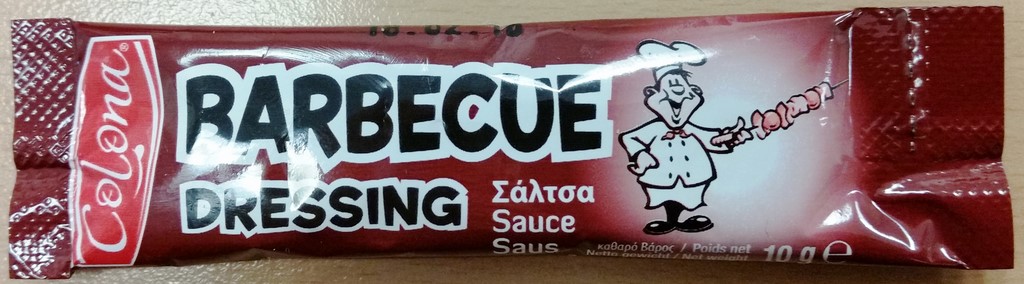 Colona®
BARBECUE
DRESSING
Σάλτσα
Sauce
Saus
καθαρό Βάρος / Poids net
Netto gewicht / Net weight
10 g e